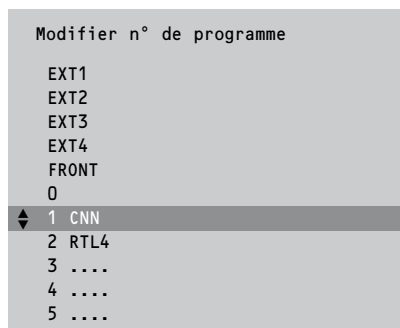 Modifier n° de programme
EXT1
EXT2
EXT3
EXT4
FRONT
0
1 CNN
2 RTL4
3 ....
4 ....
5 ....